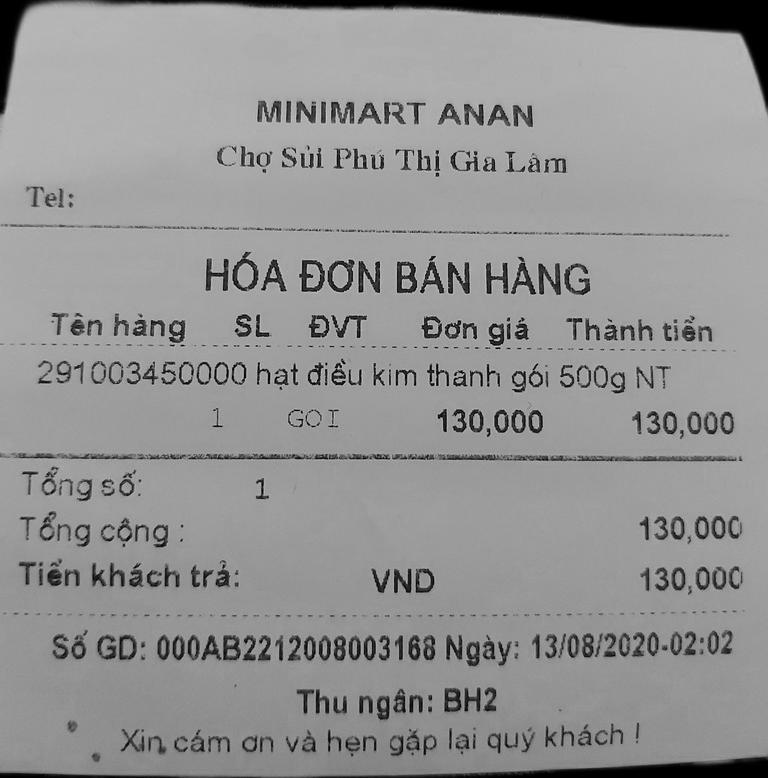 MINIMART ANAN
Chợ Sủi Phú Thị Gia Lâm
Tel:
HÓA ĐƠN BÁN HÀNG
Tên hàng SL ĐVT Đơn giá Thành tiền
291003450000 hạt điều kim thanh gói 500g NT
1 GOI 130,000 130,000
Tổng số: 1
Tổng cộng : 130,000
Tiền khách trả: VND 130,000
Số GD: 000AB2212008003168 Ngày: 13/08/2020-02:02
Thu ngân: BH2
Xin cám ơn và hẹn gặp lại quý khách !